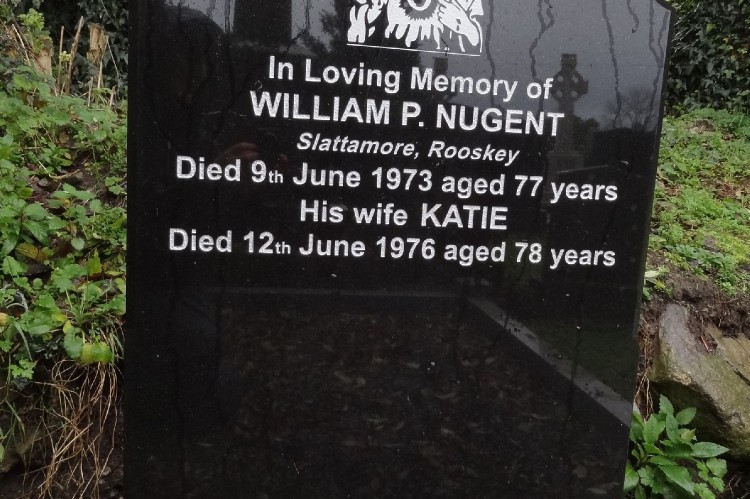 In Loving Memory of
WILLIAM P. NUGENT
Slattamore, Rooskey
Died 9th June 1973 aged 77 years
His wife KATIE
Died 12th June 1976 aged 78 years